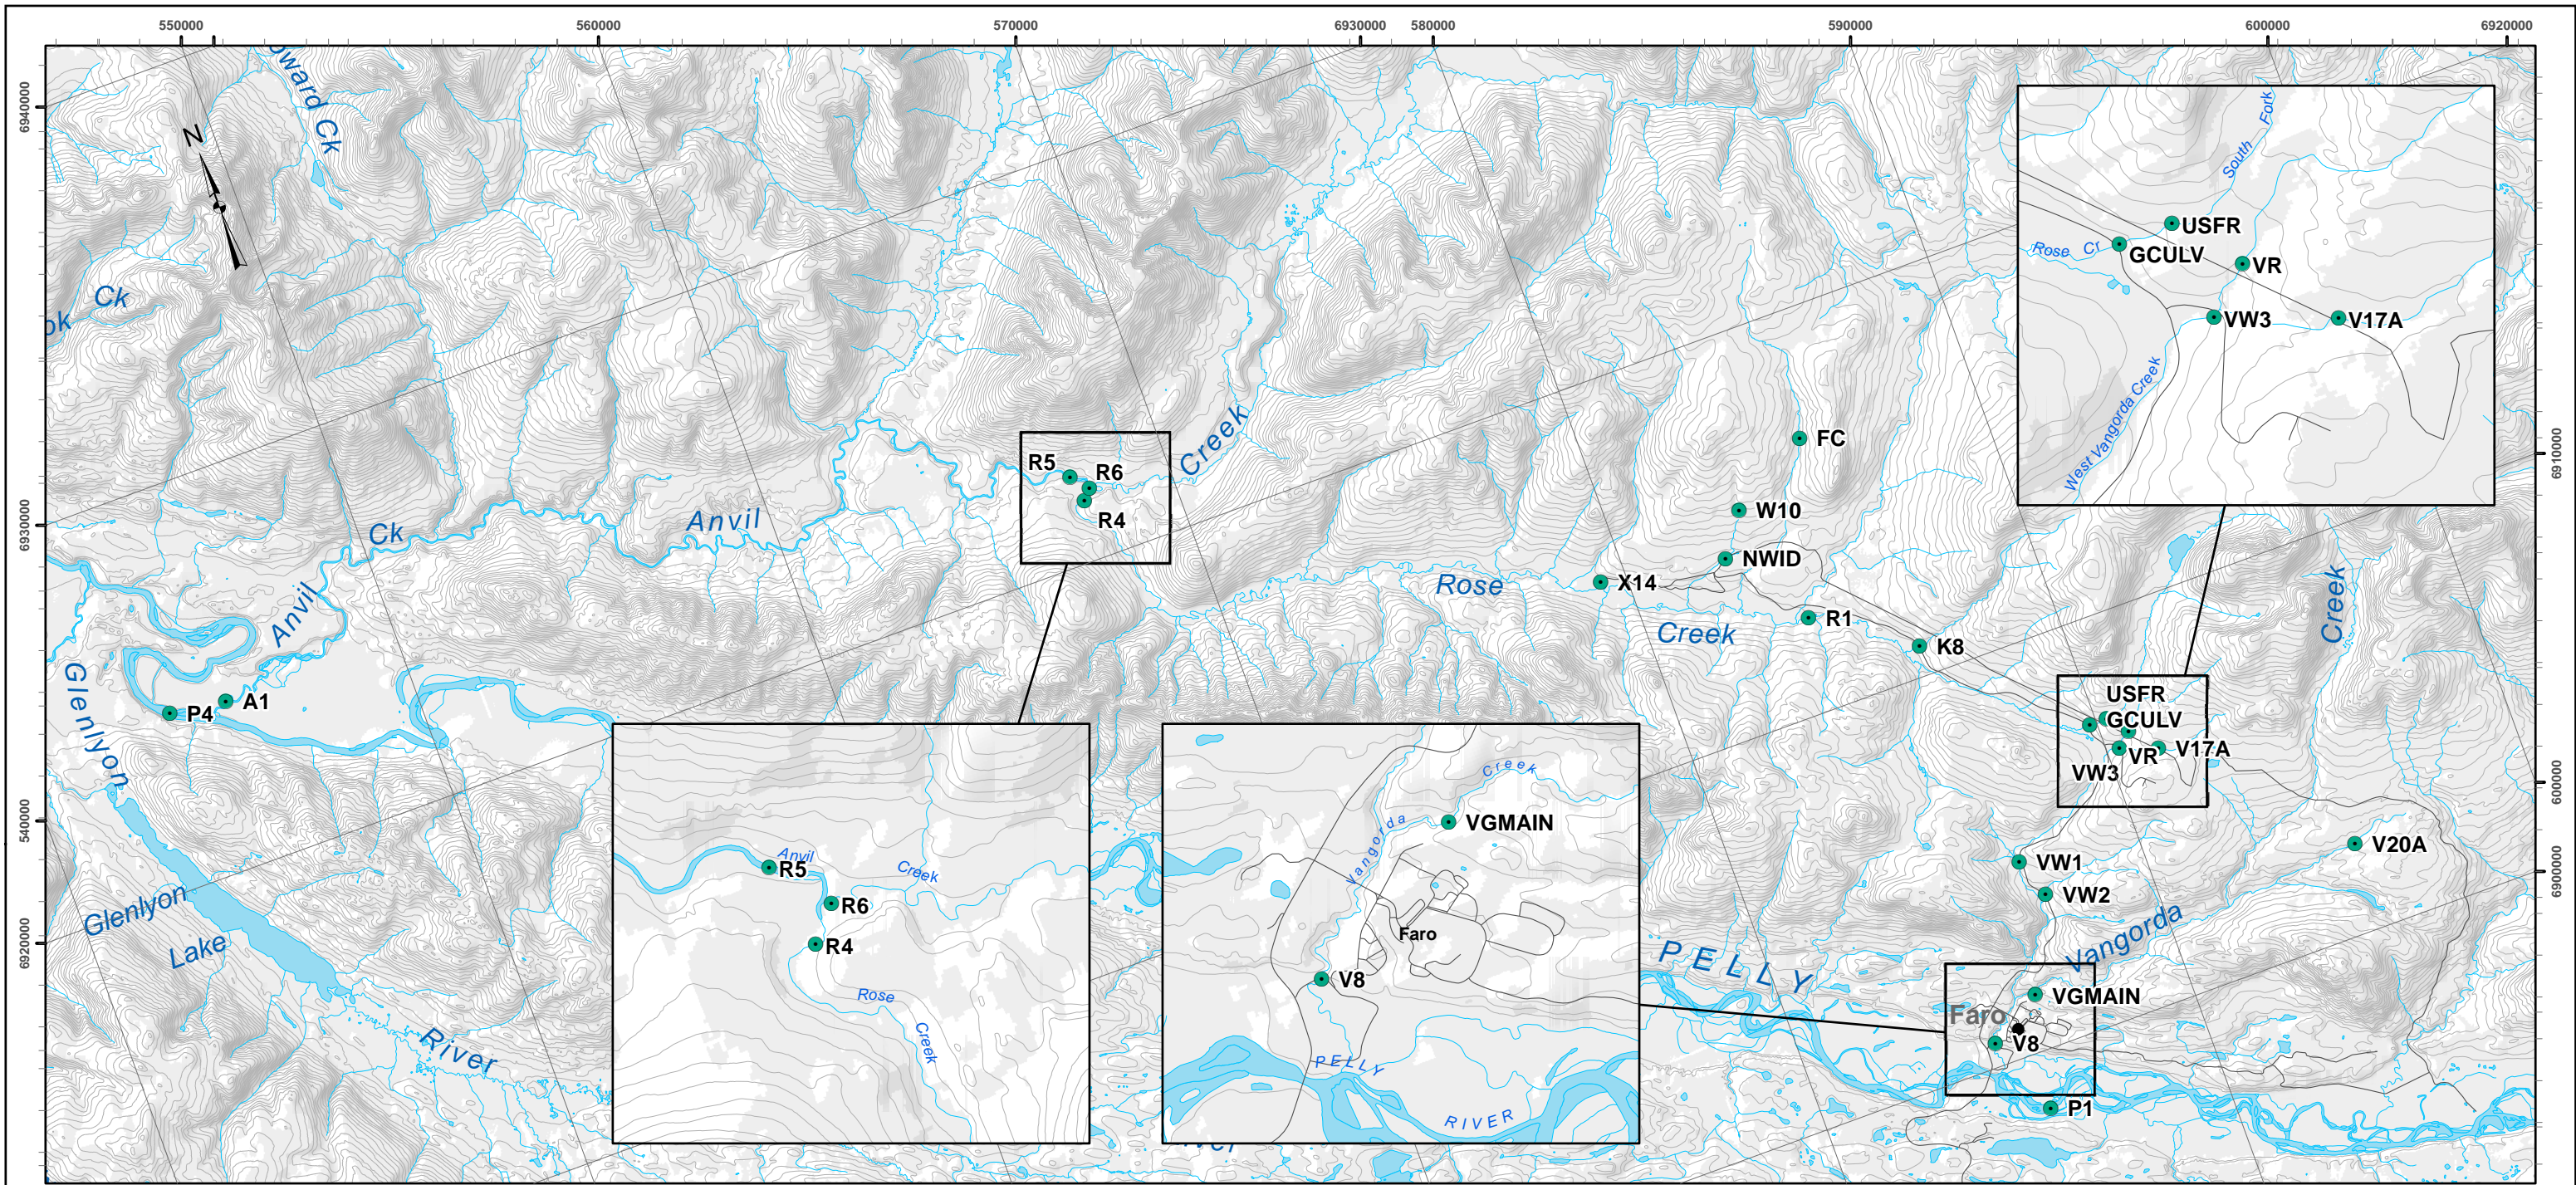 550000
560000
570000
6930000
580000
590000
600000
6920000
6940000
6930000
540000
6920000
6910000
600000
6900000
oward Ck
N
Ck
ok
Ck
Anvil
Anvil
Creek
R5
R6
R4
FC
W10
NWID
X14
Rose
Creek
R1
K8
Creek
P4
A1
Glenlyon
Glenlyon
Lake
River
USFR
GCULV
VR
V17A
VW3
VW1
VW2
V20A
Vangorda
PELLY
VGMAIN
Faro
V8
P1
South Fork
USFR
Rose Cr
GCULV
VR
VW3
V17A
West Vangorda Creek
Anvil
R5
Creek
R6
R4
Rose
Creek
Creek
VGMAIN
Vangorda
Faro
V8
PELLY
RIVER